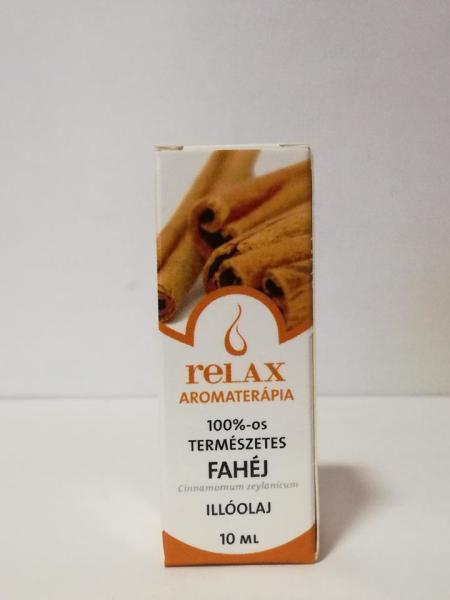 reLAX
AROMATERÁPIA
100%-os
TERMÉSZETES
FAHÉJ
Cinnamomum zeylanicum
ILLÓOLAJ
10 ML